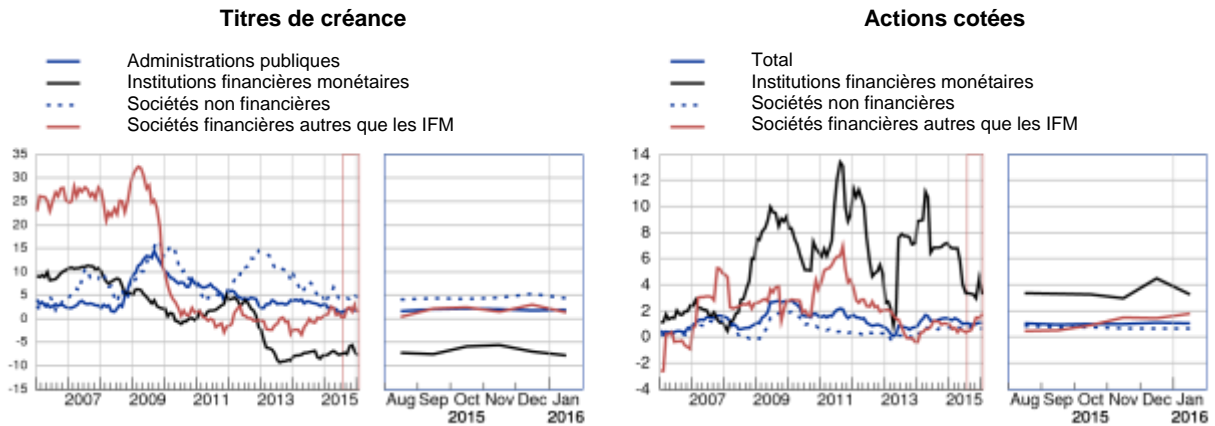 Titres de créance
Administrations publiques
Institutions financières monétaires
Sociétés non financières
Sociétés financières autres que les IFM
35
30
25
20
15
10
5
0
-5
-10
-15
2007 2009 2011 2013 2015
Aug Sep Oct Nov Dec Jan
2015 2016
Actions cotées
Total
Institutions financières monétaires
Sociétés non financières
Sociétés financières autres que les IFM
14
12
10
8
6
4
2
0
-2
-4
2007 2009 2011 2013 2015
Aug Sep Oct Nov Dec Jan
2015 2016